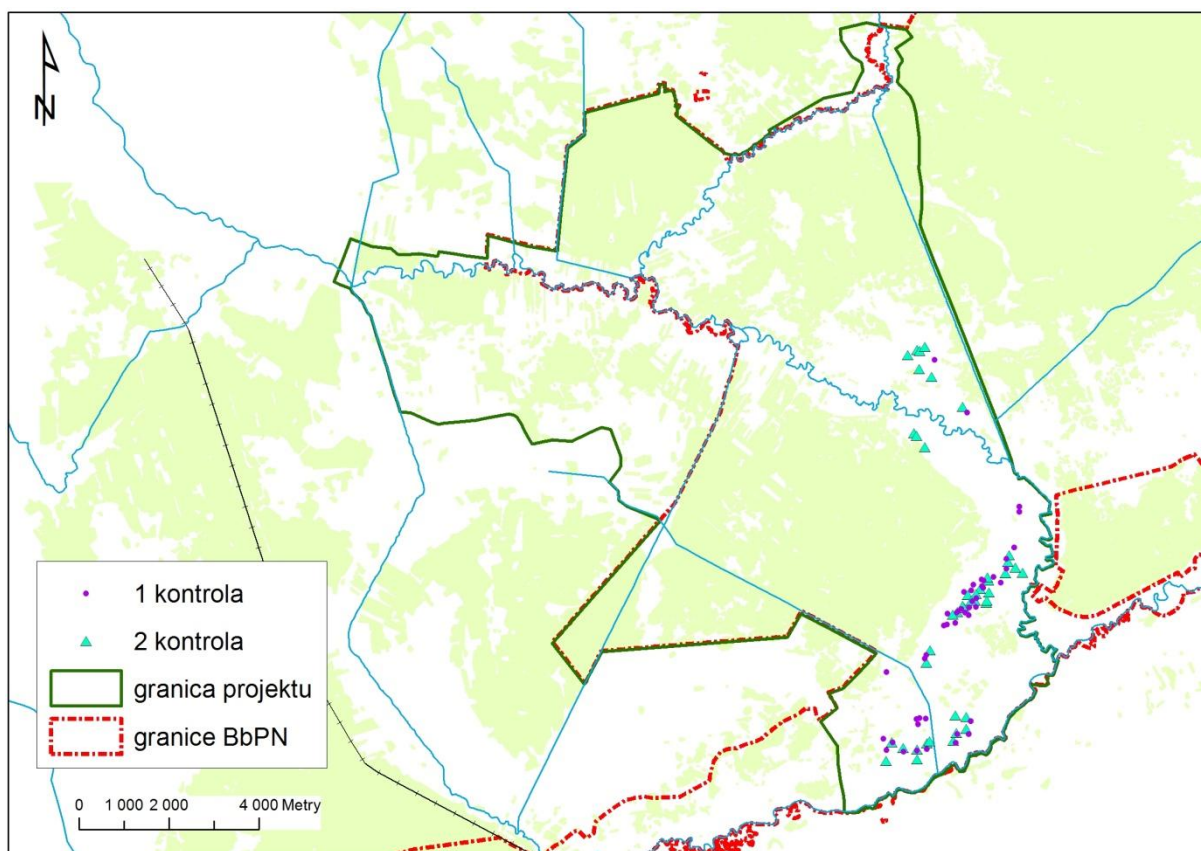 N
1 kontrola
2 kontrola
granica projektu
granice BbPN
0 1 000 2 000 4 000 Metry